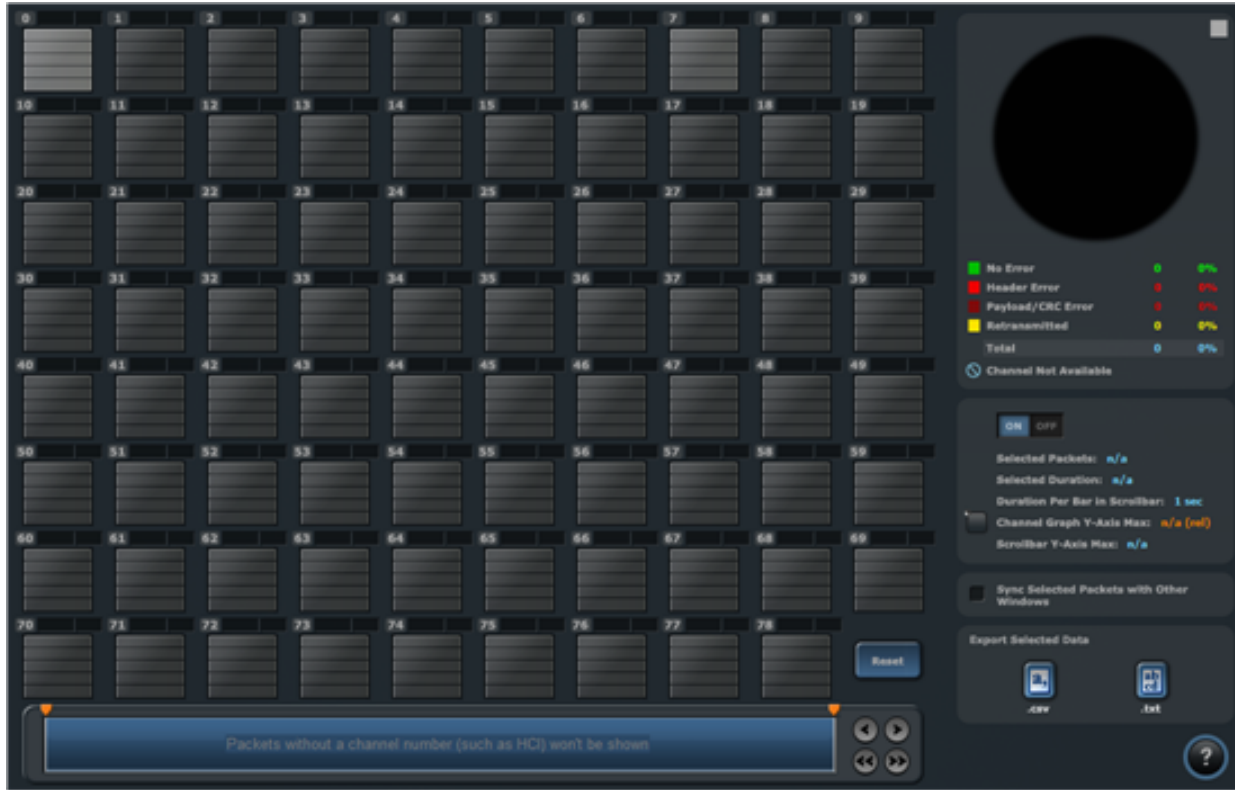 0 1 2 3 4 5 6 7 8 9
10 11 12 13 14 15 16 17 18 19
20 21 22 23 24 25 26 27 28 29
30 31 32 33 34 35 36 37 38 39
40 41 42 43 44 45 46 47 48 49
50 51 52 53 54 55 56 57 58 59
60 61 62 63 64 65 66 67 68 69
70 71 72 73 74 75 76 77 78
Reset
Packets without a channel number (such as HCI) won't be shown
No Error 0 0%
Header Error 0 0%
Payload/CRC Error 0 0%
Retransmitted 0 0%
Total 0 0%
Channel Not Available
ON OFF
Selected Packets: n/a
Selected Duration: n/a
Duration Per Bar in Scrollbar: 1 sec
Channel Graph Y-Axis Max: n/a (rel)
Scrollbar Y-Axis Max: n/a
Sync Selected Packets with Other
Windows
Export Selected Data
a,
ab
cd
.csv .txt
?